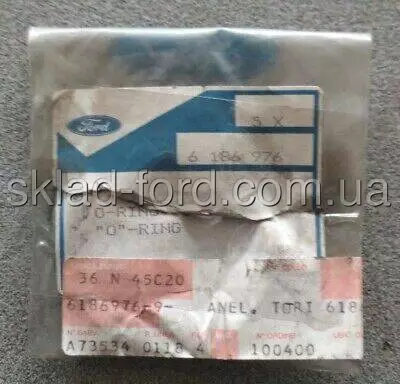 Ford
5 X
6 186 976
sklad-ford.com.ua
O-RING
"O"-RING
36 N 45C20
6186976-9- ANEL. TORI 618
A73534 0118 4 100400